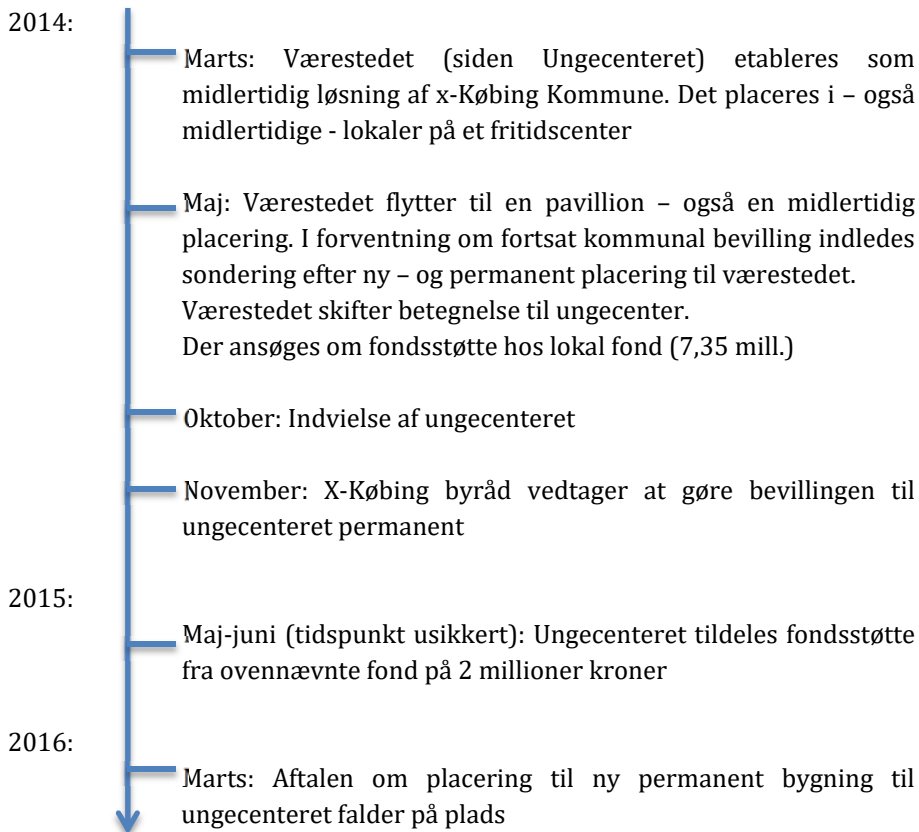 2014:
Marts: Værestedet (siden Ungecenteret) etableres som
midlertidig løsning af x-Købing Kommune. Det placeres i – også
midlertidige - lokaler på et fritidscenter
Maj: Værestedet flytter til en pavillion – også en midlertidig
placering. I forventning om fortsat kommunal bevilling indledes
sondering efter ny – og permanent placering til værestedet.
Værestedet skifter betegnelse til ungecenter.
Der ansøges om fondsstøtte hos lokal fond (7,35 mill.)
Oktober: Indvielse af ungecenteret
November: X-Købing byråd vedtager at gøre bevillingen til
ungecenteret permanent
2015:
Maj-juni (tidspunkt usikkert): Ungecenteret tildeles fondsstøtte
fra ovennævnte fond på 2 millioner kroner
2016:
Marts: Aftalen om placering til ny permanent bygning til
ungecenteret falder på plads